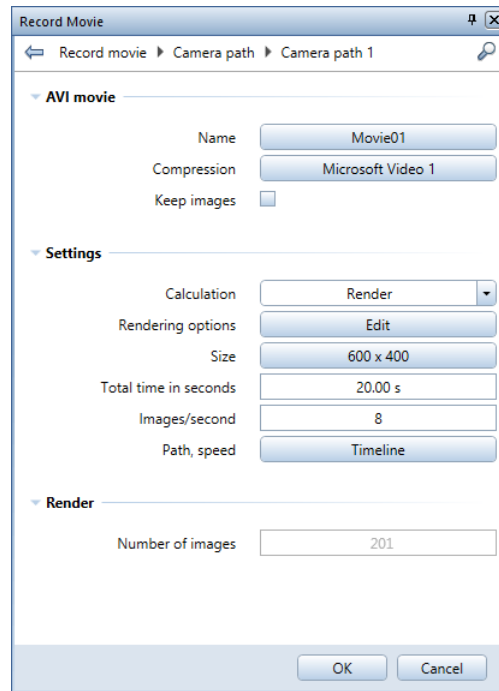 Record Movie
Record movie Camera path Camera path 1
AVI movie
Name Movie01
Compression Microsoft Video 1
Keep images
Settings
Calculation Render
Rendering options Edit
Size 600 x 400
Total time in seconds 20.00 s
Images/second 8
Path, speed Timeline
Render
Number of images 201
OK Cancel